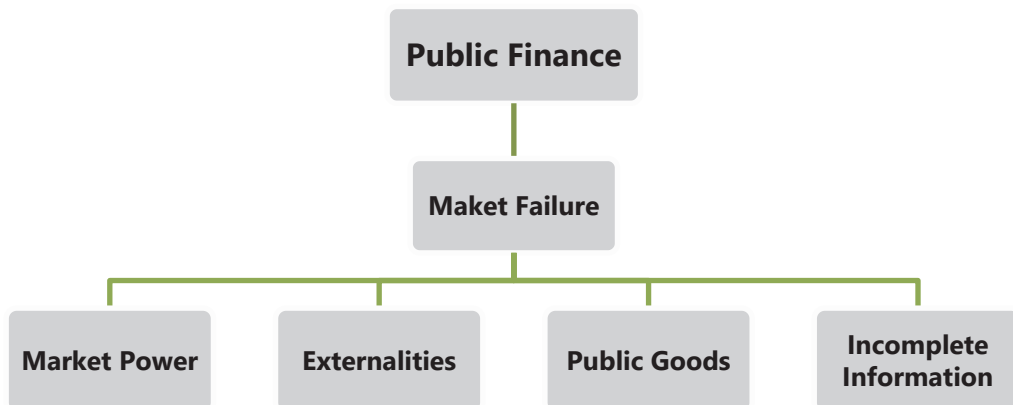 Public Finance
Maket Failure
Market Power
Externalities
Public Goods
Incomplete
Information